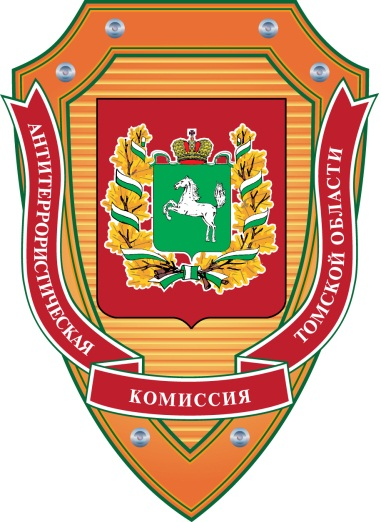 АНТИТЕРРОРИСТИЧЕСКАЯ
КОМИССИЯ
ТОМСКОЙ ОБЛАСТИ